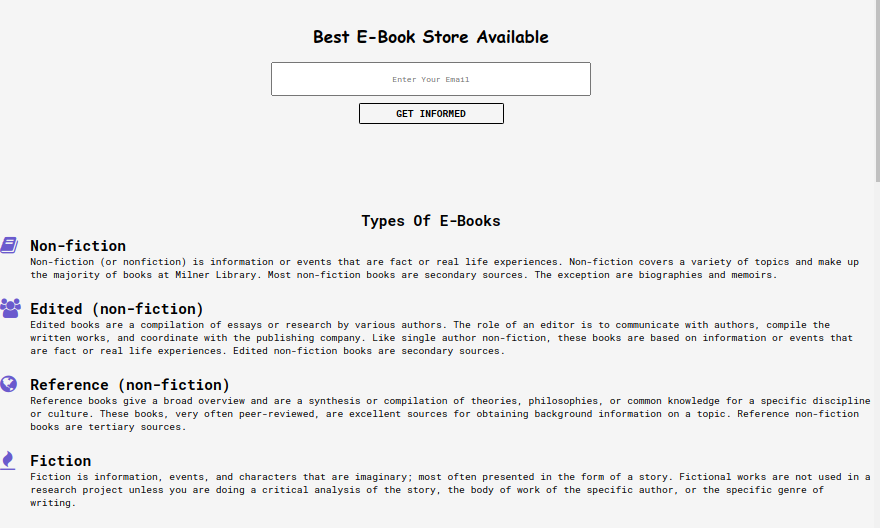 Best E-Book Store Available
Enter Your Email
GET INFORMED
Types Of E-Books
Non-fiction
Non-fiction (or nonfiction) is information or events that are fact or real life experiences. Non-fiction covers a variety of topics and make up
the majority of books at Milner Library. Most non-fiction books are secondary sources. The exception are biographies and memoirs.
Edited (non-fiction)
Edited books are a compilation of essays or research by various authors. The role of an editor is to communicate with authors, compile the
written works, and coordinate with the publishing company. Like single author non-fiction, these books are based on information or events that
are fact or real life experiences. Edited non-fiction books are secondary sources.
Reference (non-fiction)
Reference books give a broad overview and are a synthesis or compilation of theories, philosophies, or common knowledge for a specific discipline
or culture. These books, very often peer-reviewed, are excellent sources for obtaining background information on a topic. Reference non-fiction
books are tertiary sources.
Fiction
Fiction is information, events, and characters that are imaginary; most often presented in the form of a story. Fictional works are not used in a
research project unless you are doing a critical analysis of the story, the body of work of the specific author, or the specific genre of
writing.